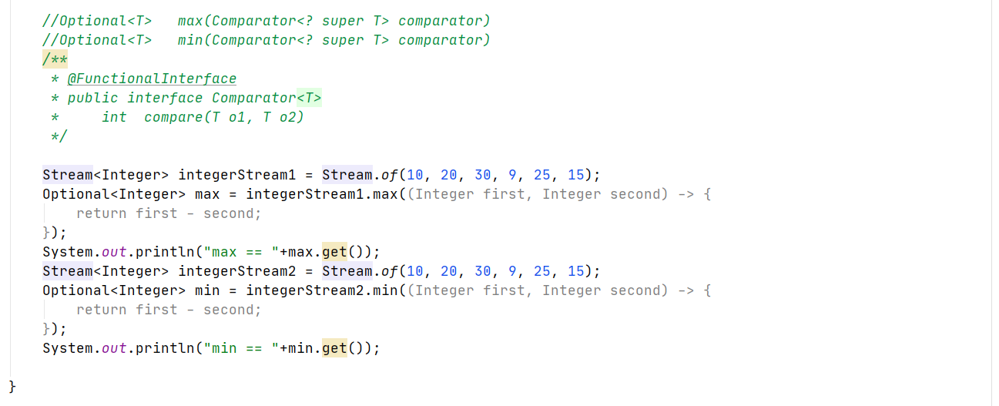 //Optional<T>   max(Comparator<? super T> comparator)
//Optional<T>   min(Comparator<? super T> comparator)
/**
 * @FunctionalInterface
 * public interface Comparator<T>
 *     int  compare(T o1, T o2)
 */
Stream<Integer> integerStream1 = Stream.of(10, 20, 30, 9, 25, 15);
Optional<Integer> max = integerStream1.max((Integer first, Integer second) -> {
    return first - second;
});
System.out.println("max == "+max.get());
Stream<Integer> integerStream2 = Stream.of(10, 20, 30, 9, 25, 15);
Optional<Integer> min = integerStream2.min((Integer first, Integer second) -> {
    return first - second;
});
System.out.println("min == "+min.get());
}